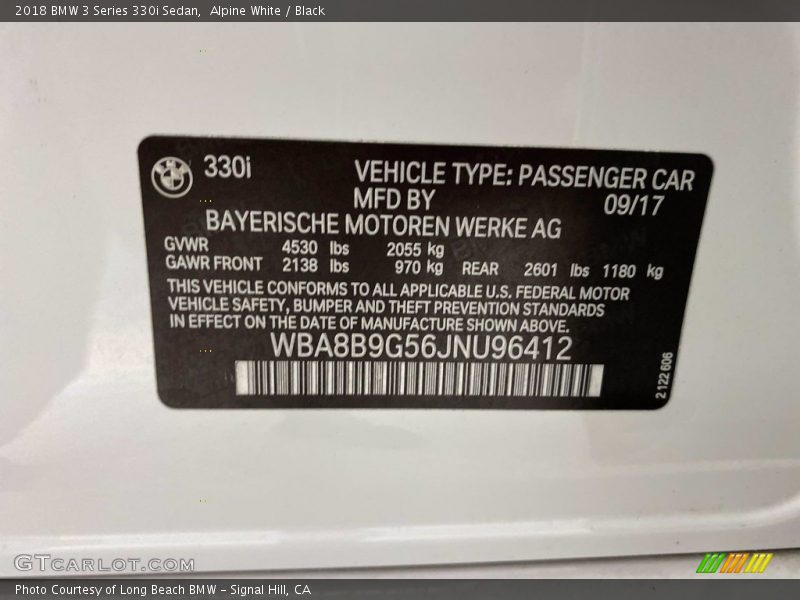 2018 BMW 3 Series 330i Sedan,  Alpine White / Black
330i
VEHICLE TYPE: PASSENGER CAR
MFD BY 09/17
BAYERISCHE MOTOREN WERKE AG
GVWR 4530 lbs 2055 kg
GAWR FRONT 2138 lbs 970 kg REAR 2601 lbs 1180 kg
THIS VEHICLE CONFORMS TO ALL APPLICABLE U.S. FEDERAL MOTOR
VEHICLE SAFETY, BUMPER AND THEFT PREVENTION STANDARDS
IN EFFECT ON THE DATE OF MANUFACTURE SHOWN ABOVE.
WBA8B9G56JNU96412
2 122 606
GTCARLOT.COM
Photo Courtesy of Long Beach BMW - Signal Hill, CA